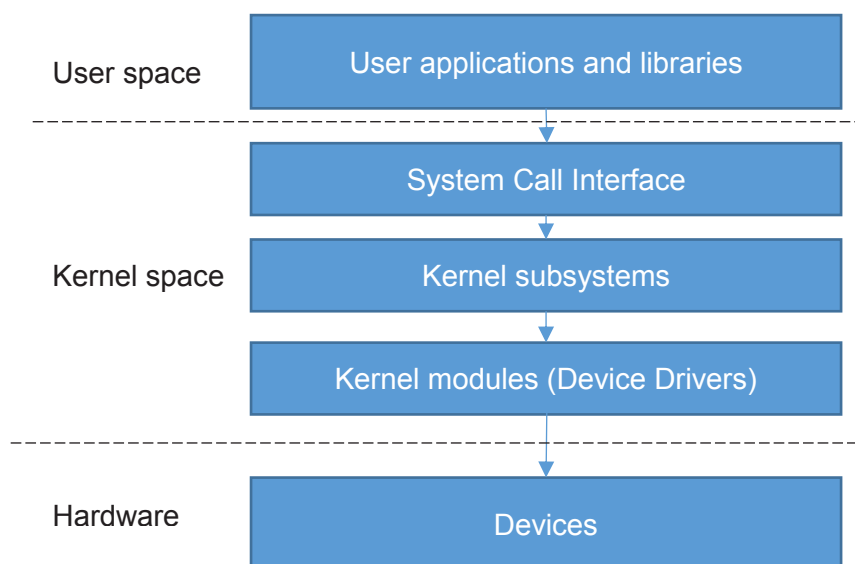 User space
User applications and libraries
System Call Interface
Kernel space
Kernel subsystems
Kernel modules (Device Drivers)
Hardware
Devices